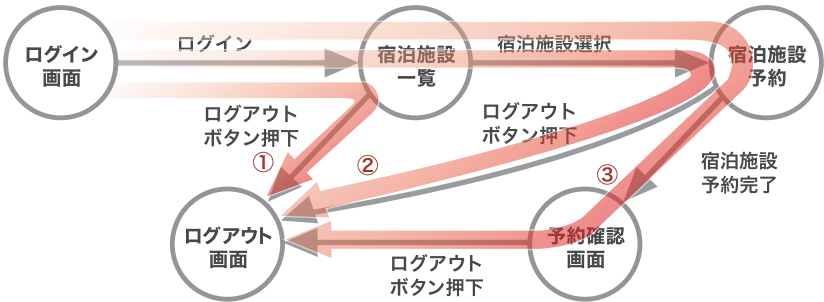 ログイン
画面
ログイン
宿泊施設
一覧
宿泊施設選択
宿泊施設
予約
ログアウト
ボタン押下
①
ログアウト
ボタン押下
②
宿泊施設
予約完了
③
ログアウト
画面
ログアウト
ボタン押下
予約確認
画面